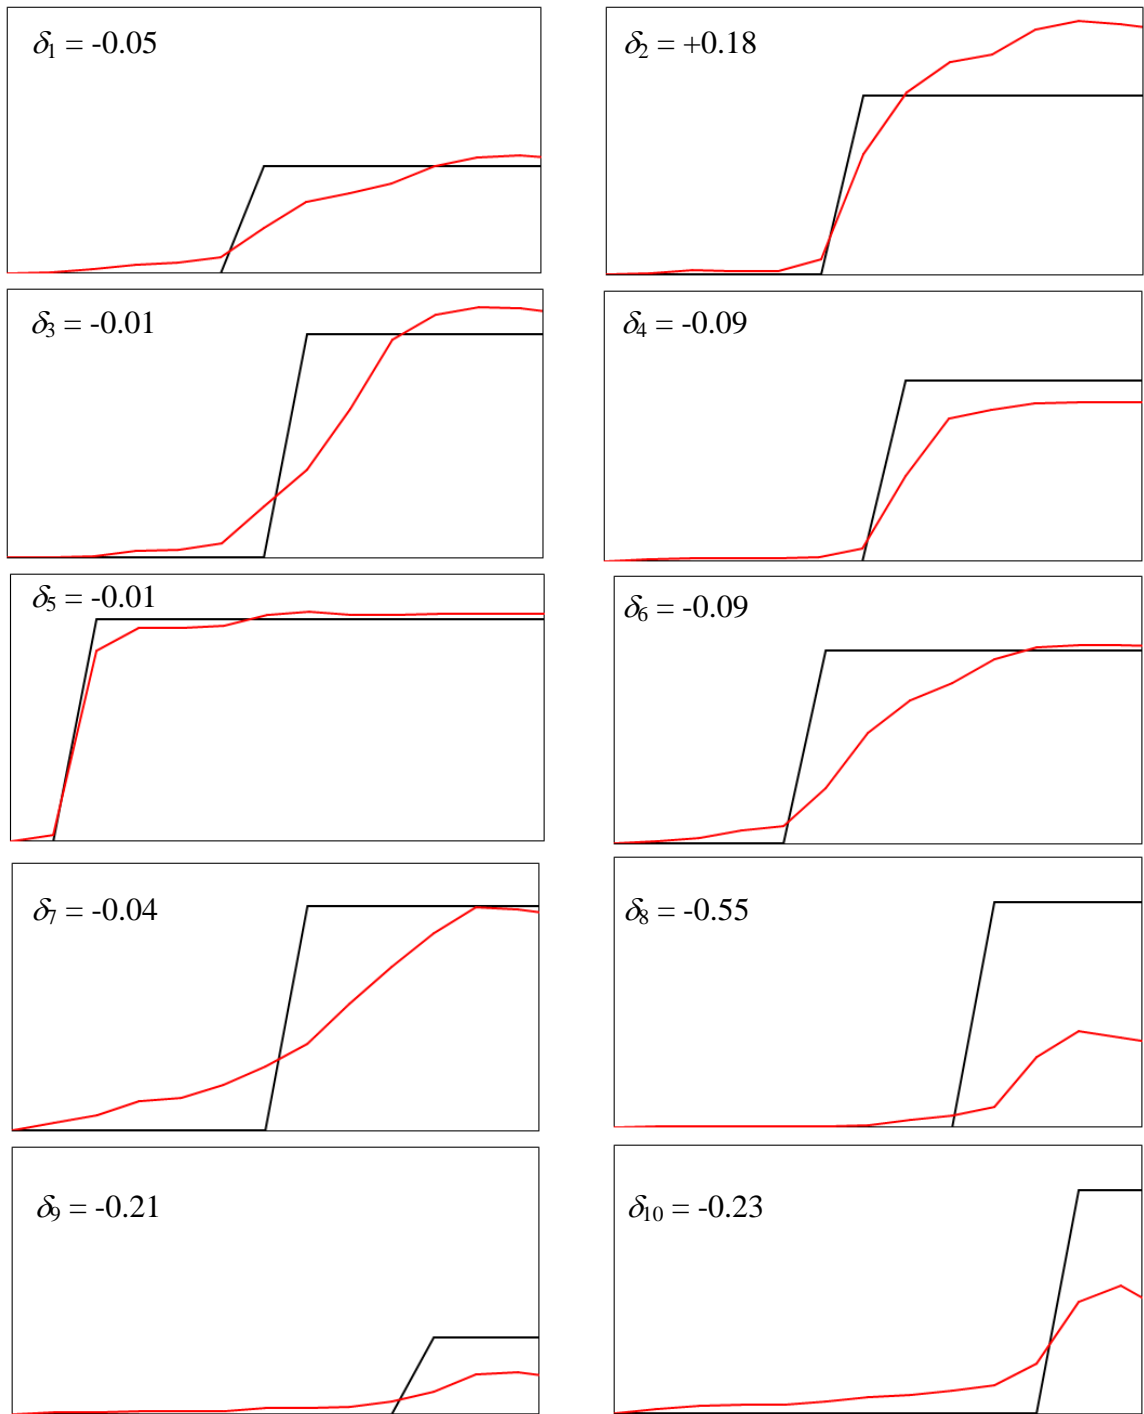 δ1 = -0.05
δ2 = +0.18
δ3 = -0.01
δ4 = -0.09
δ5 = -0.01
δ6 = -0.09
δ7 = -0.04
δ8 = -0.55
δ9 = -0.21
δ10 = -0.23